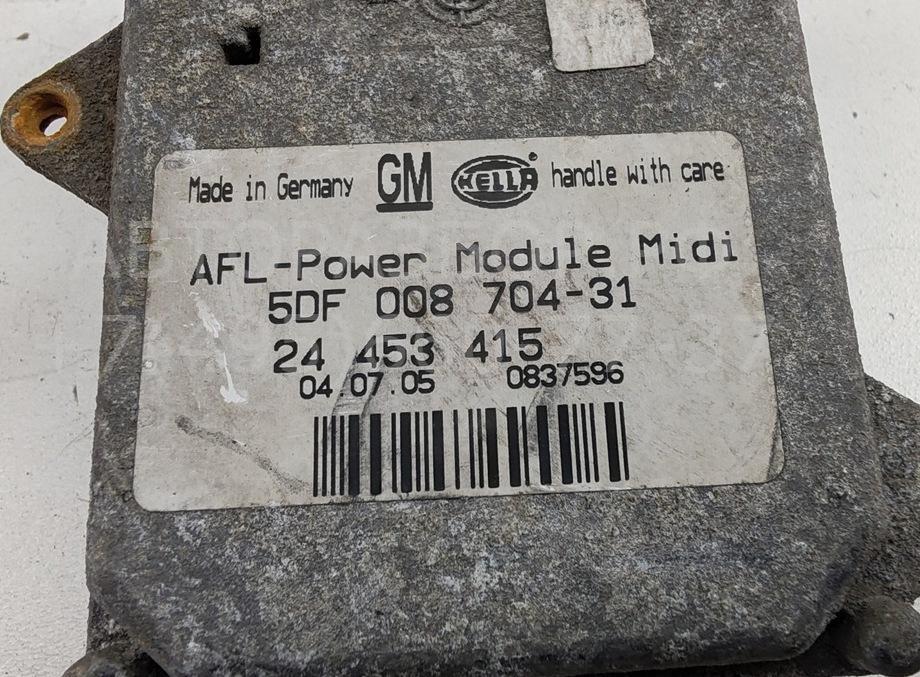 Made in Germany GM HELLA® handle with care
AFL-Power Module Midi
5DF 008 704-31
24 453 415
04.07.05 0837596